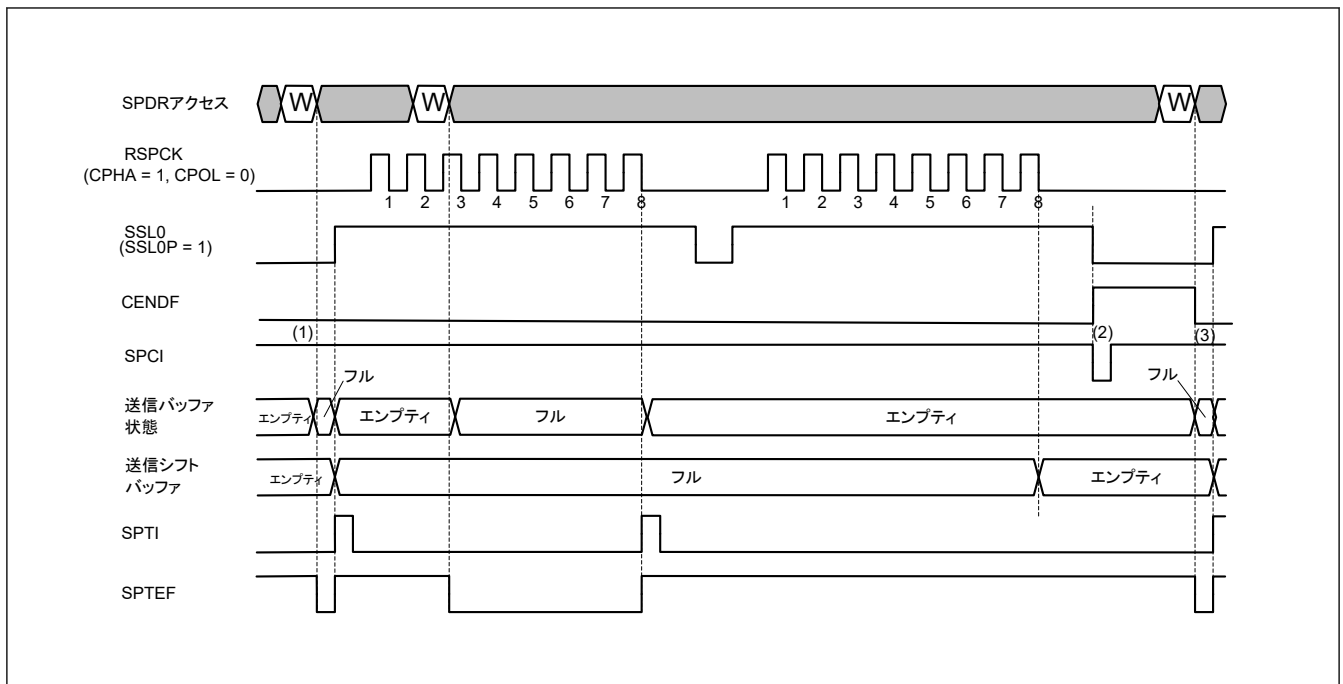 SPDRアクセス
W W W
RSPCK
(CPHA = 1, CPOL = 0)
1 2 3 4 5 6 7 8 1 2 3 4 5 6 7 8
SSL0
(SSL0P = 1)
CENDF
(1) (2) (3)
SPCI
フル フル
送信バッファ
状態
エンプティ エンプティ フル エンプティ
送信シフト
バッファ
エンプティ フル エンプティ
SPTI
SPTEF